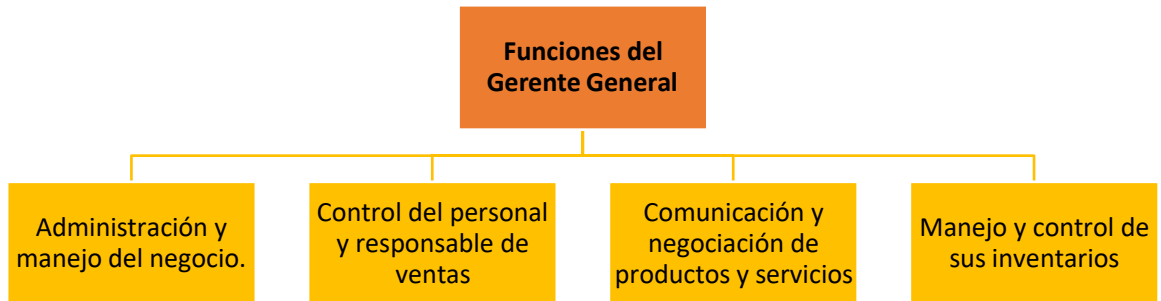 Funciones del
Gerente General
Administración y
manejo del negocio.
Control del personal
y responsable de
ventas
Comunicación y
negociación de
productos y servicios
Manejo y control de
sus inventarios